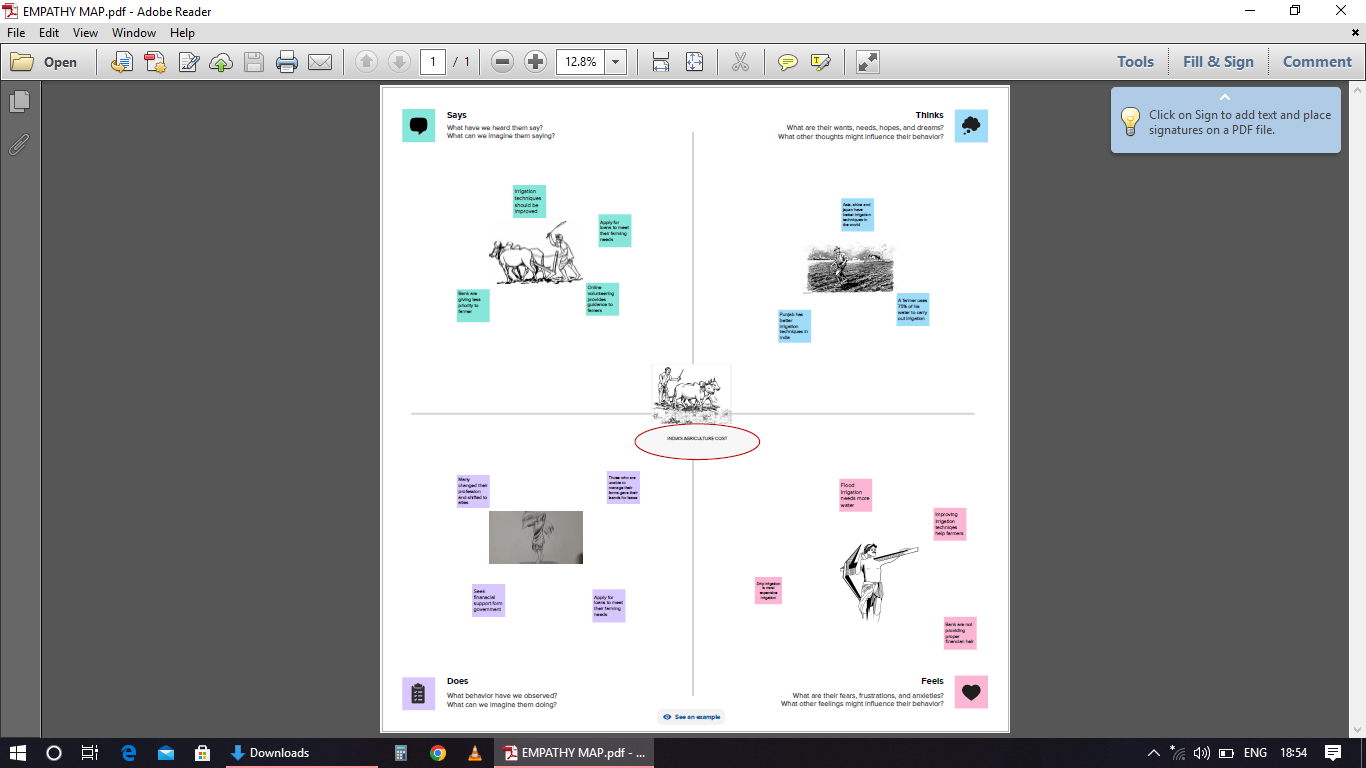 EMPATHY MAP.pdf - Adobe Reader
File Edit View Window Help
Open
1 / 1
12.8%
Tools
Fill & Sign
Comment
Click on Sign to add text and place
signatures on a PDF file.
Says
What have we heard them say?
What can we imagine them saying?
Thinks
What are their wants, needs, hopes, and dreams?
What other thoughts might influence their behavior?
Irrigation
techniques
should be
improved
Apply for
loans to meet
their farming
needs
Bank are
giving less
priority to
farmer
Online
volunteering
provides
guidence to
famers
Asia, china and
japan have
better irrigation
techniques in
the world
Punjab has
better
irrigation
techniques in
India
A farmer uses
75% of his
water to carry
out irrigation
INDIA'S AGRICULTURE COST
Many
changed their
profession
and shifted to
cities
Those who are
unable to
manage their
farms gave their
for lease
Seek
finanacial
support form
government
Apply for
loans to meet
their farming
needs
Flood
irrigation
needs more
water
Improving
irrigation
techniqes
help farmers
Drip irrigation
is most
expensive
irrigation
Bank are not
providing
proper
Does
What behavior have we observed?
What can we imagine them doing?
Feels
What are their fears, frustrations, and anxieties?
What other feelings might influence their behavior?
See an example
Downloads
EMPATHY MAP.pdf - ...
ENG
18:54